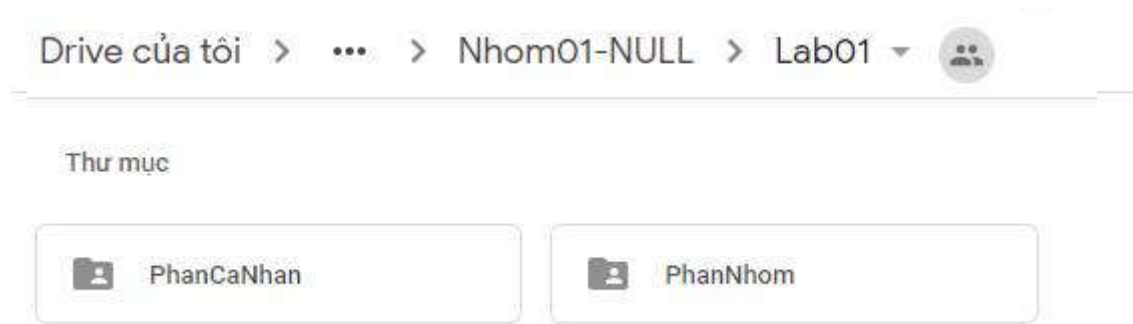 Drive của tôi > ••• > Nhom01-NULL > Lab01
Thư mục
PhanCaNhan PhanNhom